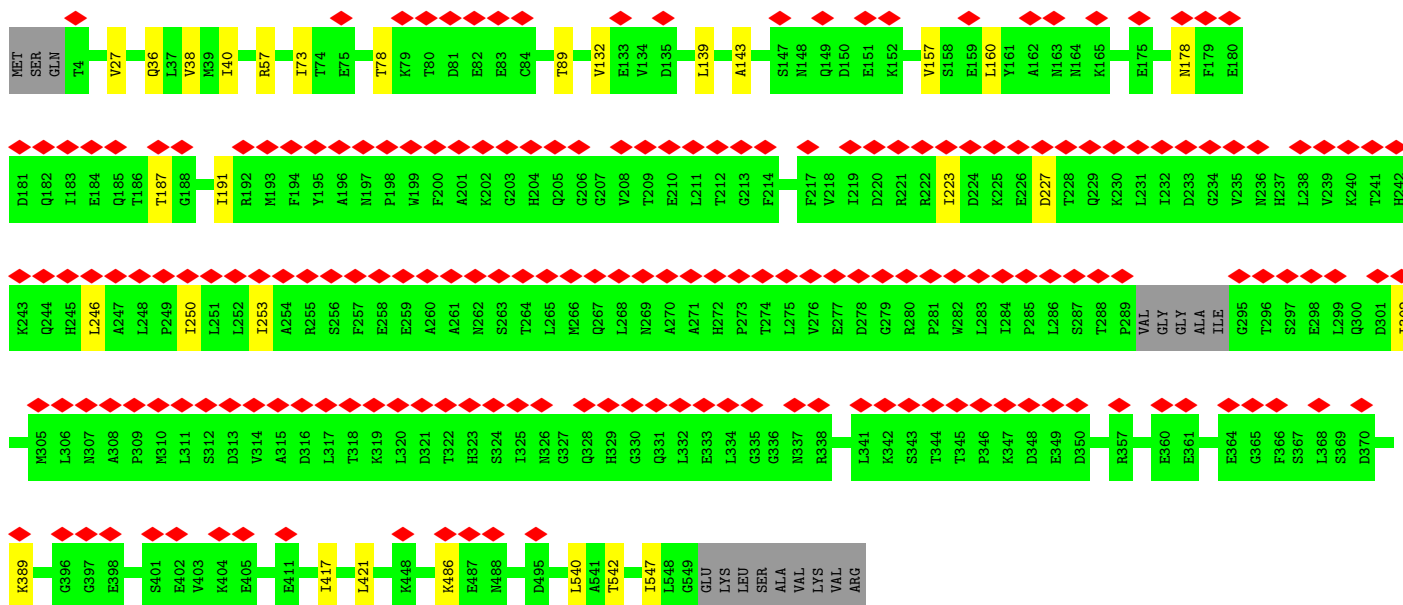 MET SER GLN T4 V27 Q36 L37 V38 M39 I40 R57 I73 T74 E75 T78 K79 T80 D81 E82 E83 C84 T89 V132 E133 V134 D135 L139 A143 S147 N148 Q149 D150 E151 K152 V157 S158 E159 L160 Y161 A162 N163 N164 K165 E175 N178 F179 E180
D181 Q182 I183 E184 Q185 T186 T187 G188 I191 R192 M193 F194 Y195 A196 N197 P198 W199 F200 A201 K202 G203 H204 Q205 G206 G207 V208 T209 E210 L211 T212 G213 F214 F217 V218 I219 D220 R221 R222 I223 D224 K225 E226 D227 T228 Q229 K230 L231 I232 D233 G234 V235 N236 H237 L238 V239 K240 T241 H242
K243 Q244 H245 L246 A247 L248 P249 I250 L251 L252 I253 A254 R255 S256 F257 E258 E259 A260 A261 N262 S263 T264 L265 M266 Q267 L268 N269 A270 A271 H272 P273 T274 L275 V276 E277 D278 G279 R280 P281 W282 L283 I284 P285 L286 S287 T288 P289 VAL GLY GLY ALA ILE G295 T296 S297 E298 L299 Q300 D301
M305 L306 N307 A308 P309 M310 L311 S312 D313 V314 A315 D316 L317 T318 K319 L320 D321 T322 H323 S324 I325 N326 G327 Q328 H329 G330 Q331 L332 E333 L334 G335 G336 N337 R338 L341 K342 S343 T344 T345 P346 K347 D348 E349 D350 R357 E360 E361 E364 G365 F366 S367 L368 S369 D370
K389 G396 G397 E398 S401 E402 V403 K404 E405 E411 I417 L421 K448 K486 E487 N488 D495 L540 A541 T542 I547 L548 G549 GLU LYS LEU SER ALA VAL LYS VAL ARG